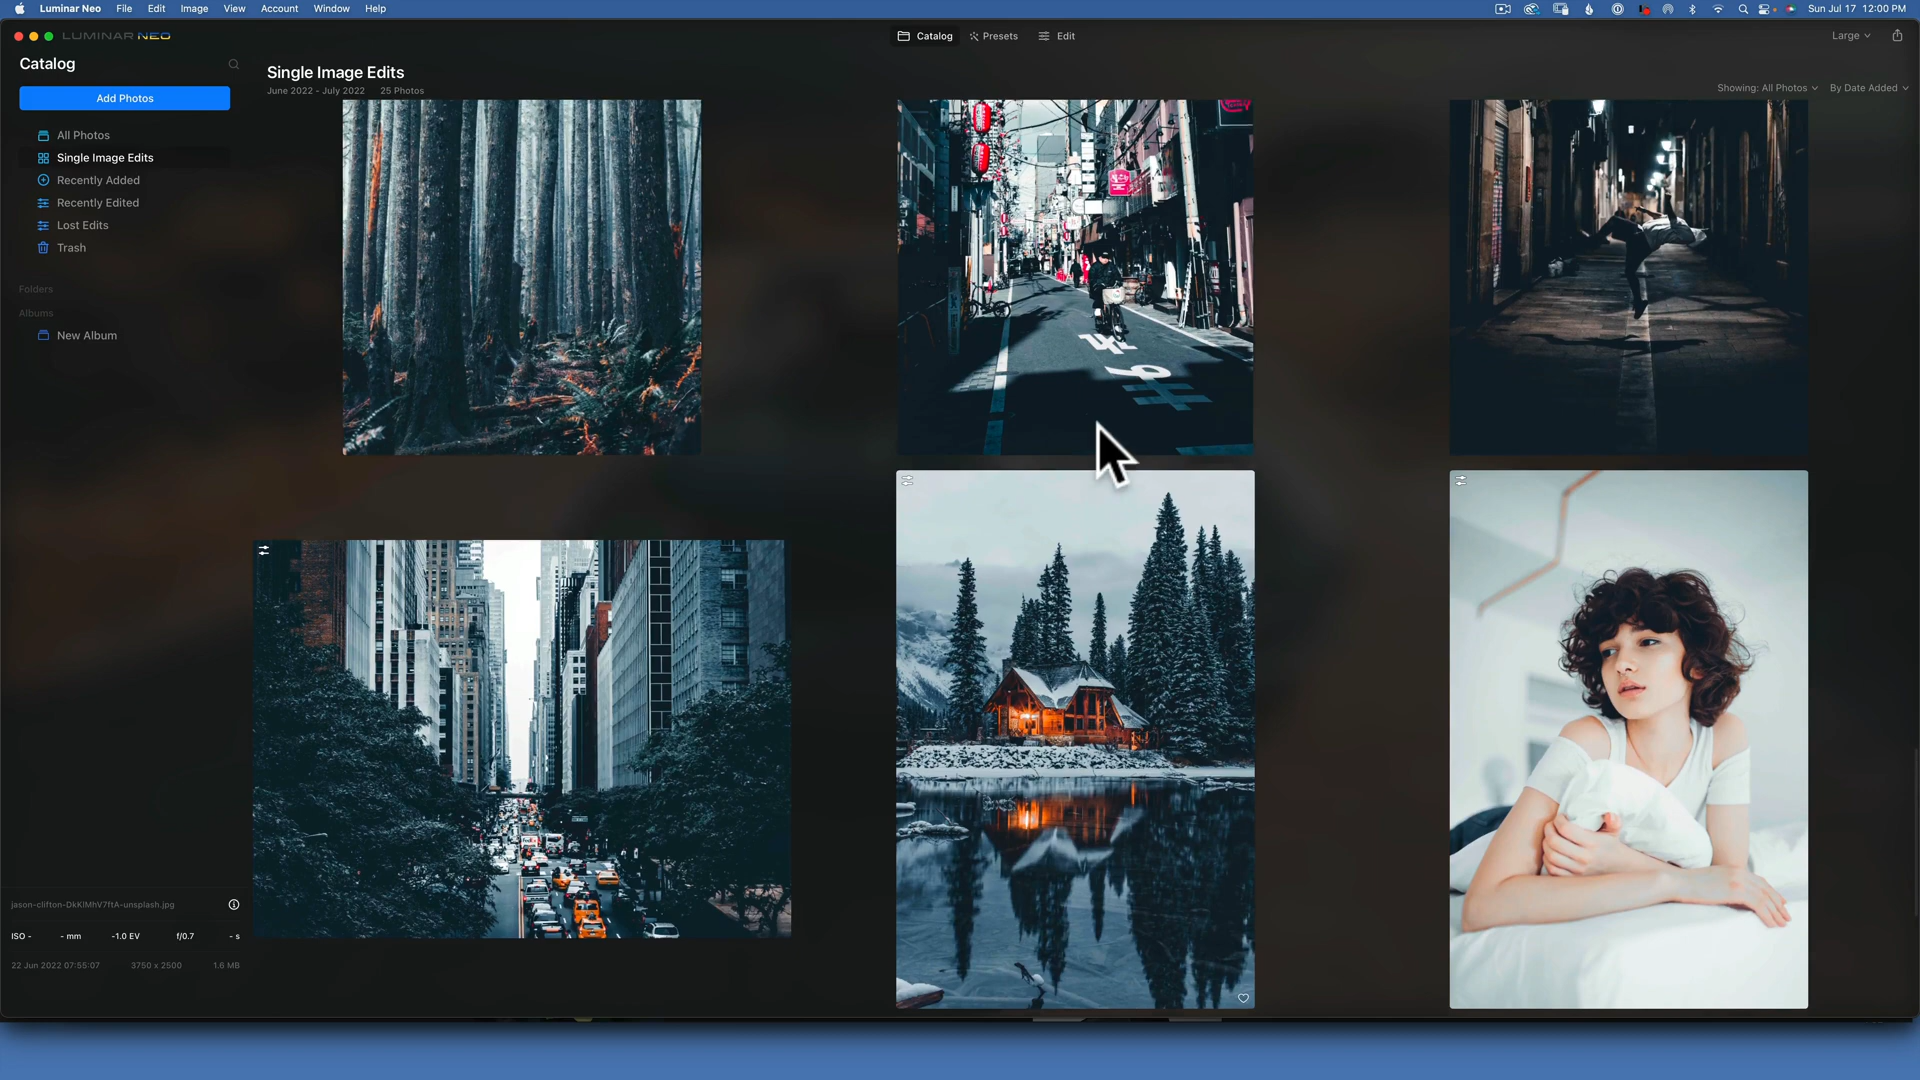 Luminar Neo File Edit Image View Account Window Help
Sun Jul 17 12:00 PM
LUMINAR NEO
Catalog Presets Edit
Large
Catalog
Single Image Edits
June 2022 - July 2022 25 Photos
Showing: All Photos By Date Added
Add Photos
All Photos
Single Image Edits
Recently Added
Recently Edited
Lost Edits
Trash
Folders
Albums
New Album
jason-clifton-DkKlMhV7ftA-unsplash.jpg
ISO - - mm -1.0 EV f/0.7 - s
22 Jun 2022 07:55:07 3750 x 2500 1.6 MB